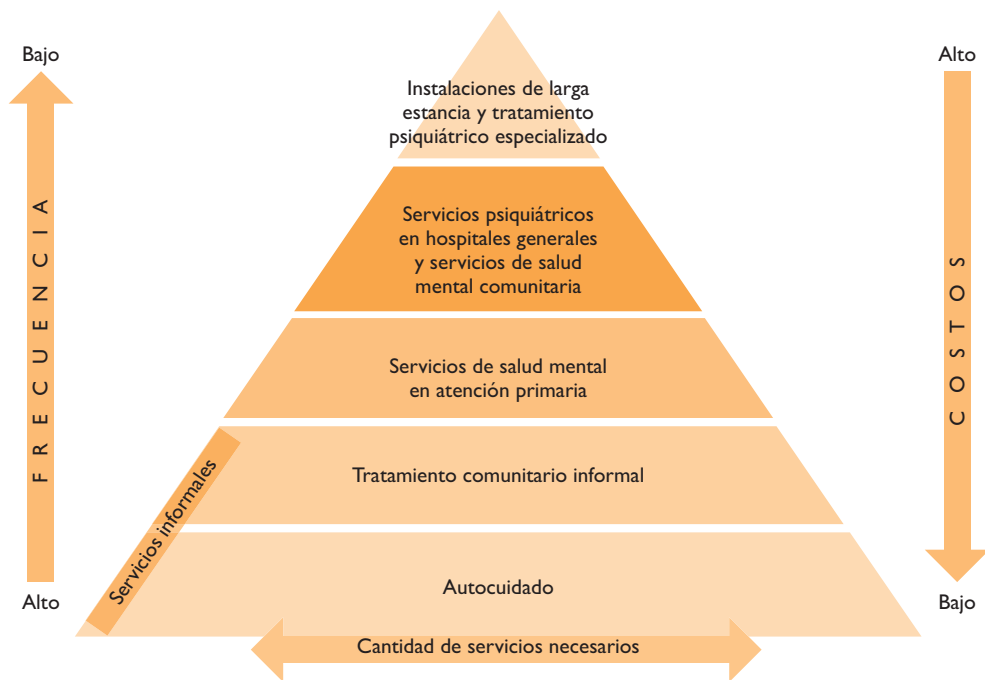 Bajo
Alto
Instalaciones de larga
estancia y tratamiento
psiquiátrico especializado
FRECUENCIA
COSTOS
Servicios psiquiátricos
en hospitales generales
y servicios de salud
mental comunitaria
Servicios de salud mental
en atención primaria
Servicios informales
Tratamiento comunitario informal
Autocuidado
Alto
Bajo
Cantidad de servicios necesarios